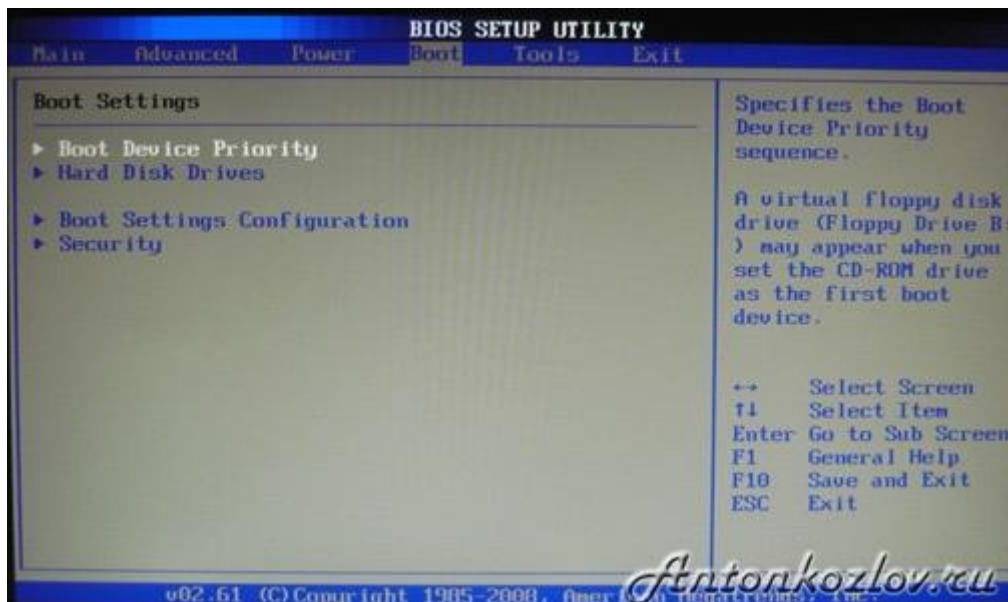 BIOS SETUP UTILITY
Main Advanced Power Boot Tools Exit
Boot Settings
▶ Boot Device Priority
▶ Hard Disk Drives
▶ Boot Settings Configuration
▶ Security
Specifies the Boot
Device Priority
sequence.
A virtual floppy disk
drive (Floppy Drive B:
) may appear when you
set the CD-ROM drive
as the first boot
device.
↔ Select Screen
↑↓ Select Item
Enter Go to Sub Screen
F1 General Help
F10 Save and Exit
ESC Exit
v02.61 (C)Copyright 1985-2008, American Megatrends, Inc.
Antonkozlov.ru